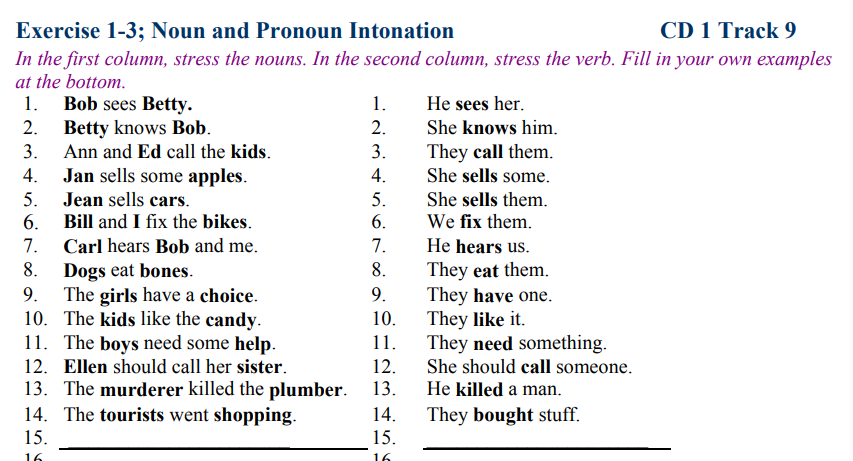 Exercise 1-3; Noun and Pronoun Intonation CD 1 Track 9
In the first column, stress the nouns. In the second column, stress the verb. Fill in your own examples
at the bottom.
1. Bob sees Betty. 1. He sees her.
2. Betty knows Bob. 2. She knows him.
3. Ann and Ed call the kids. 3. They call them.
4. Jan sells some apples. 4. She sells some.
5. Jean sells cars. 5. She sells them.
6. Bill and I fix the bikes. 6. We fix them.
7. Carl hears Bob and me. 7. He hears us.
8. Dogs eat bones. 8. They eat them.
9. The girls have a choice. 9. They have one.
10. The kids like the candy. 10. They like it.
11. The boys need some help. 11. They need something.
12. Ellen should call her sister. 12. She should call someone.
13. The murderer killed the plumber. 13. He killed a man.
14. The tourists went shopping. 14. They bought stuff.
15. 15.
16 16